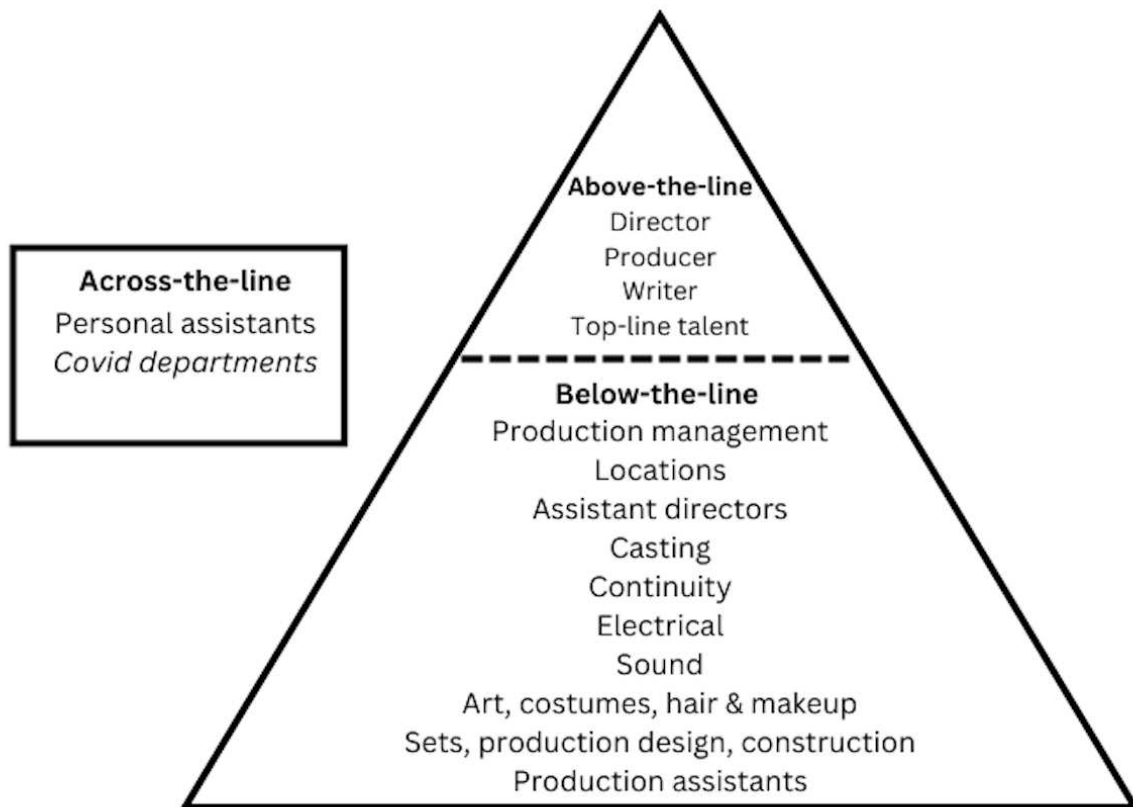 Across-the-line
Personal assistants
Covid departments
Above-the-line
Director
Producer
Writer
Top-line talent
Below-the-line
Production management
Locations
Assistant directors
Casting
Continuity
Electrical
Sound
Art, costumes, hair & makeup
Sets, production design, construction
Production assistants